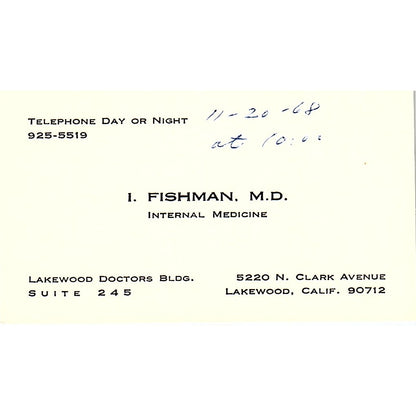 TELEPHONE DAY OR NIGHT
925-5519
11-20-68
at 10:00
I. FISHMAN, M.D.
INTERNAL MEDICINE
LAKEWOOD DOCTORS BLDG.
SUITE 245
5220 N. CLARK AVENUE
LAKEWOOD, CALIF. 90712